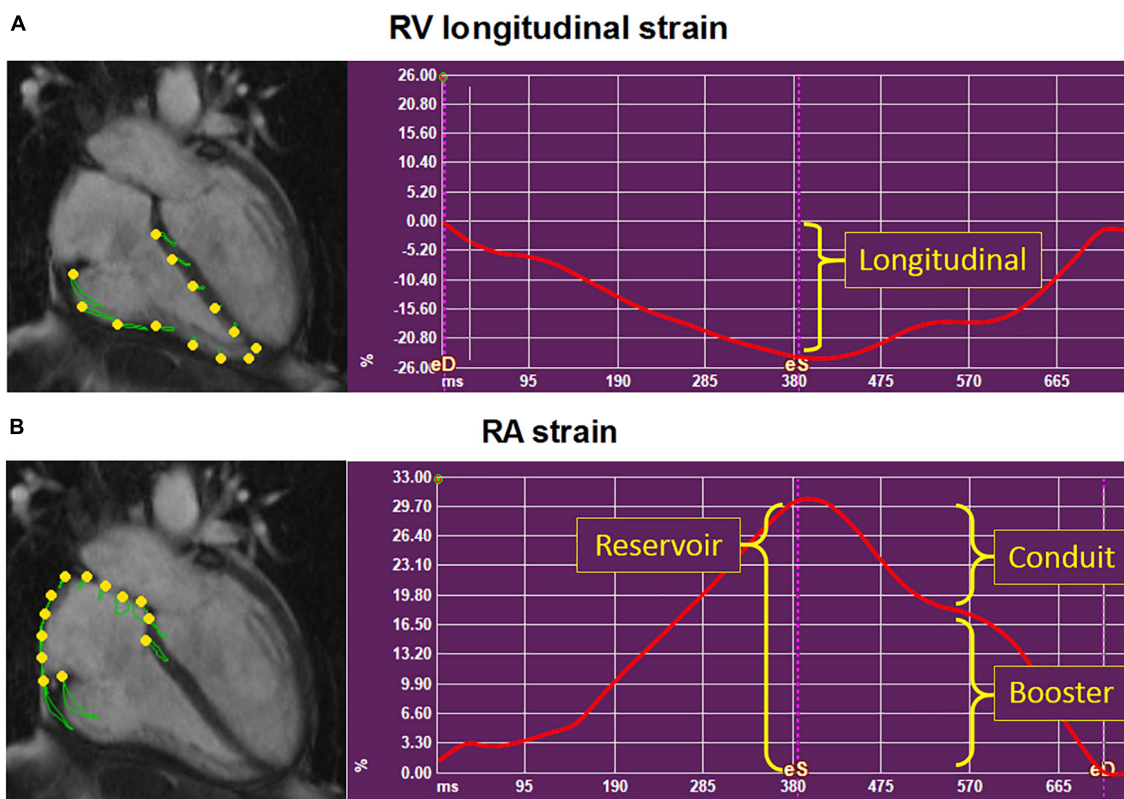 A
RV longitudinal strain
26.00
20.80
15.60
10.40
5.20
0.00
-5.20
-10.40
-15.60
-20.80
-26.00
%
eD
eS
Longitudinal
ms 95 190 285 380 475 570 665
B
RA strain
33.00
29.70
26.40
23.10
19.80
16.50
13.20
9.90
6.60
3.30
0.00
%
Reservoir
Conduit
Booster
eS
eD
ms 95 190 285 380 475 570 665